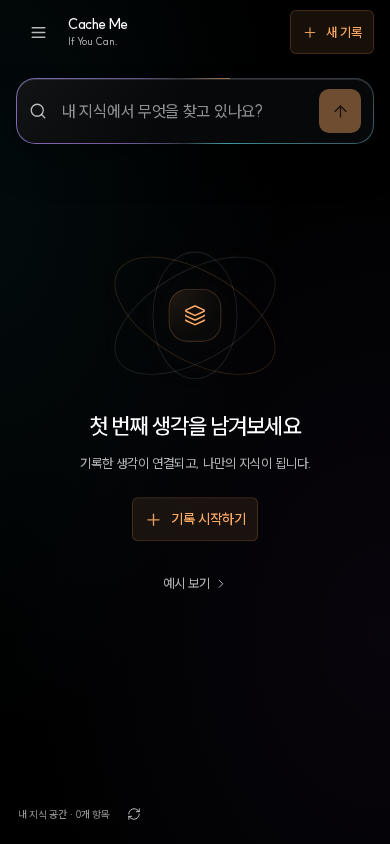 Cache Me
If You Can.
새 기록
내 지식에서 무엇을 찾고 있나요?
첫 번째 생각을 남겨보세요
기록한 생각이 연결되고, 나만의 지식이 됩니다.
기록 시작하기
예시 보기
내 지식 공간 · 0개 항목